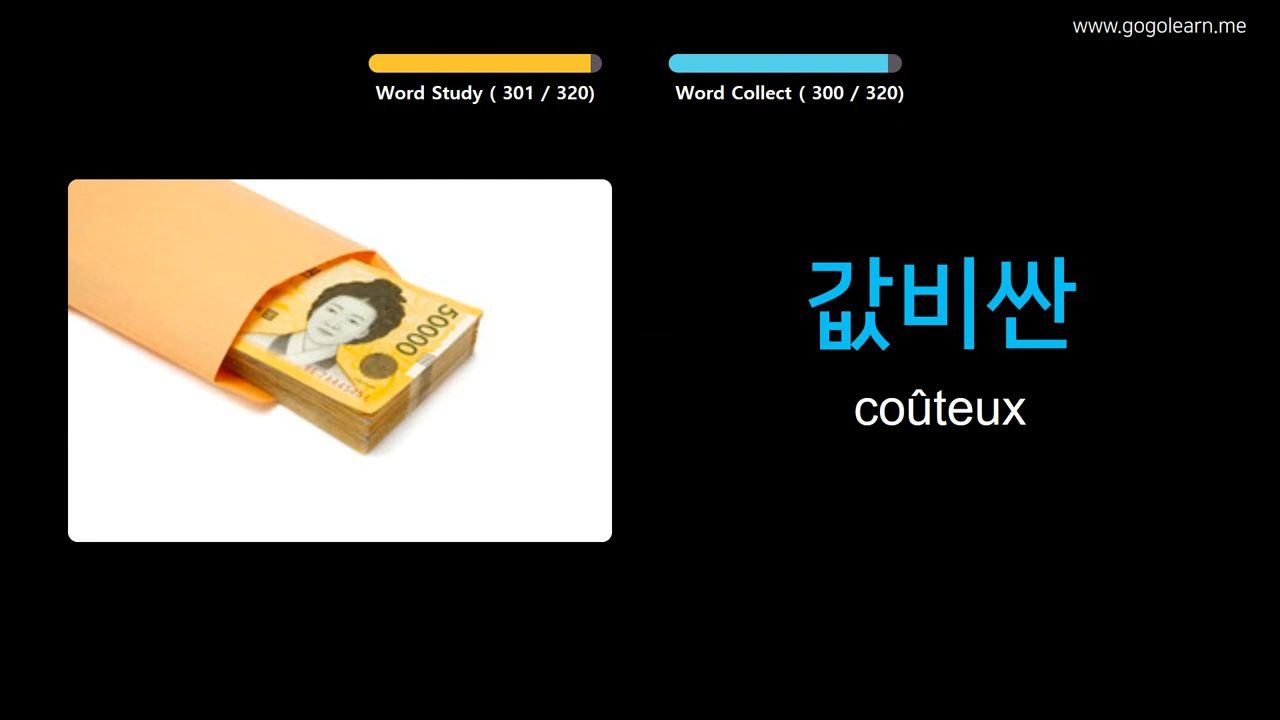 www.gogolearn.me
Word Study ( 301 / 320)
Word Collect ( 300 / 320)
50000
값비싼
coûteux